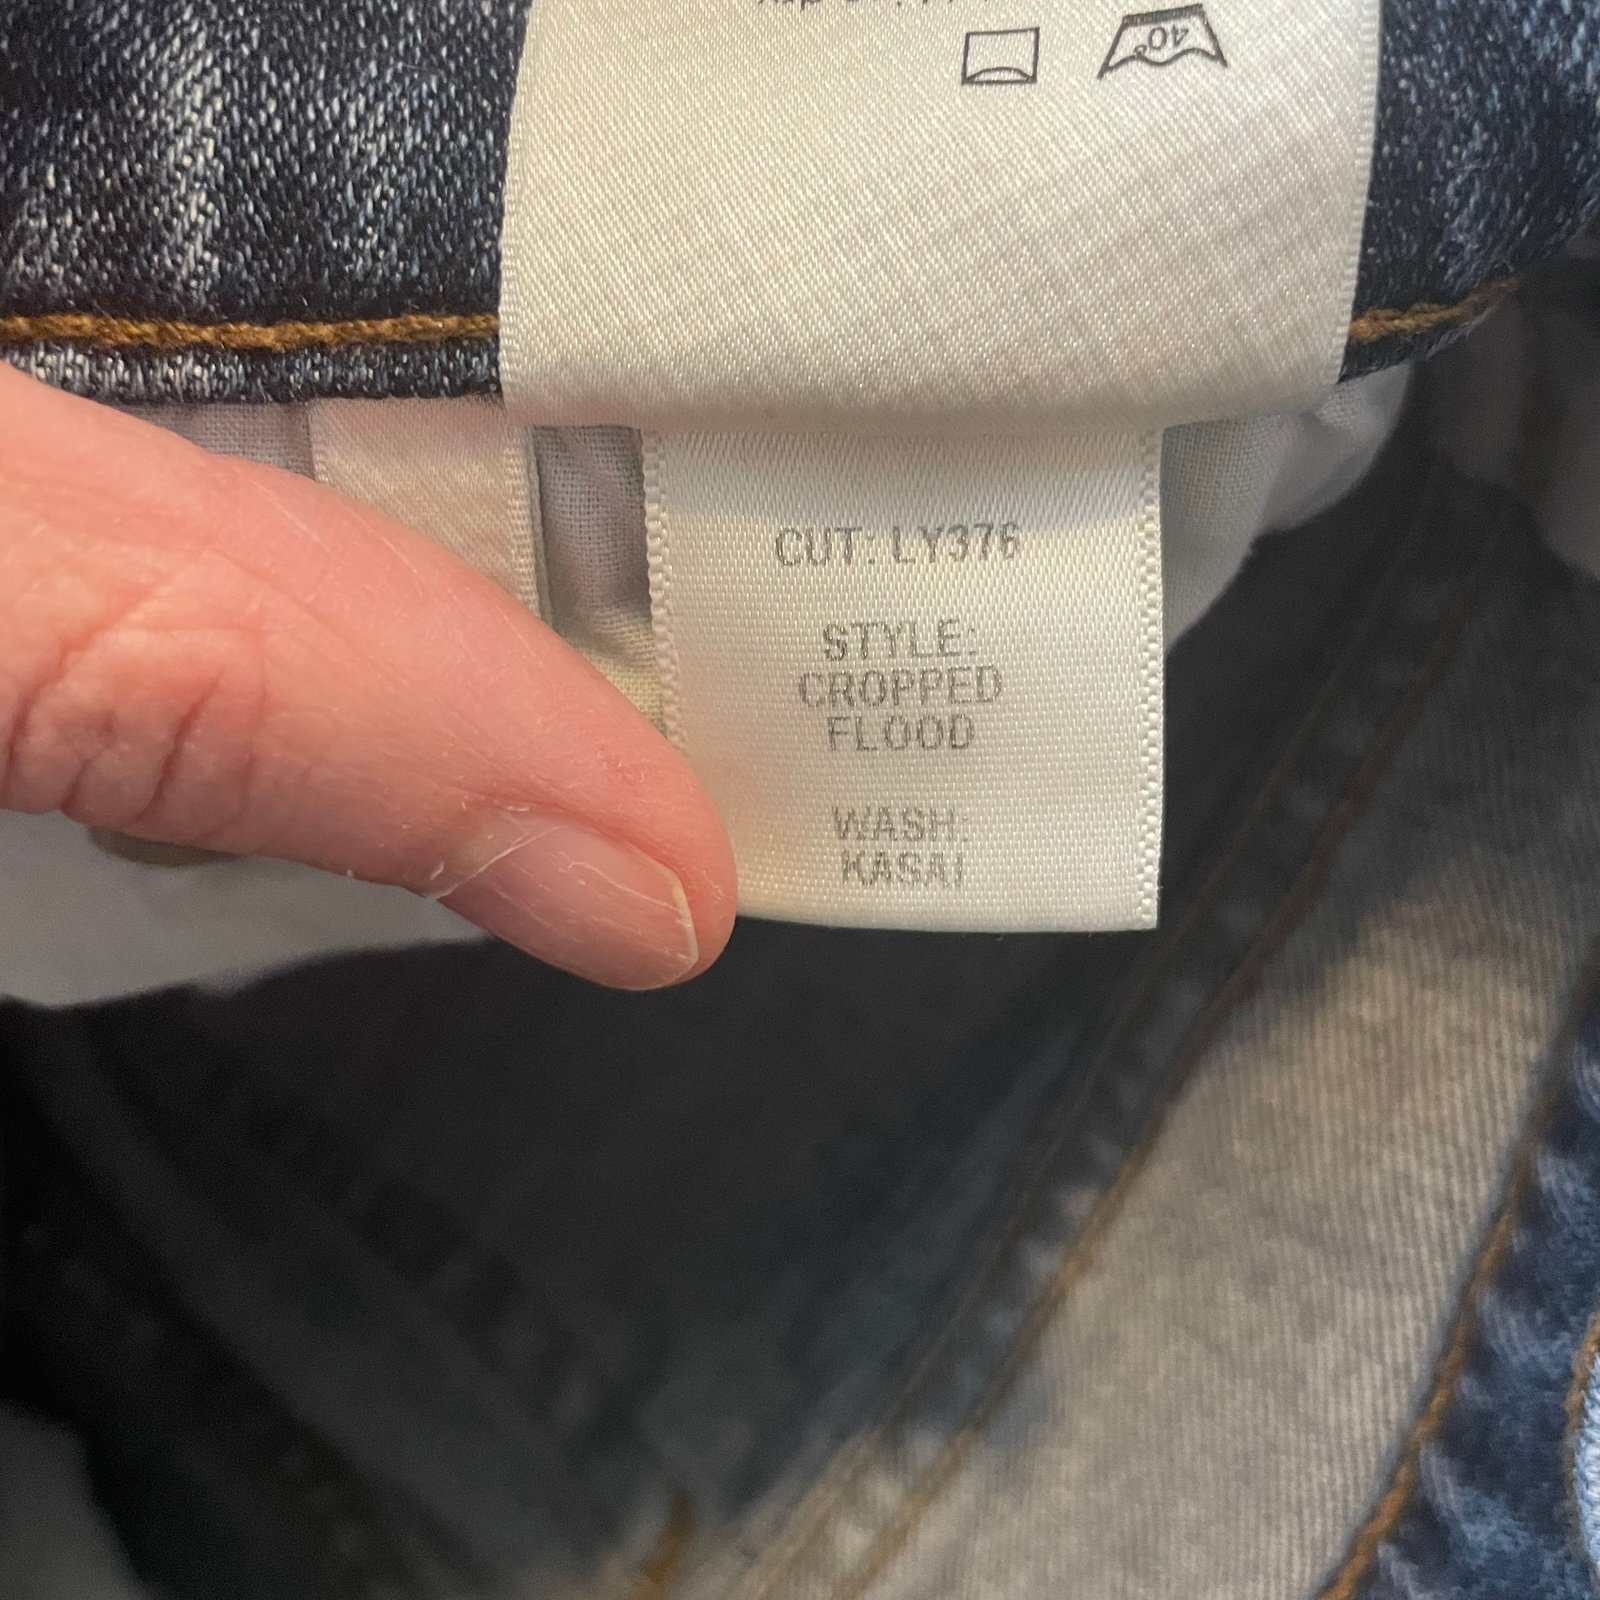 40°
CUT: LY376
STYLE:
CROPPED
FLOOD
WASH:
KASAI